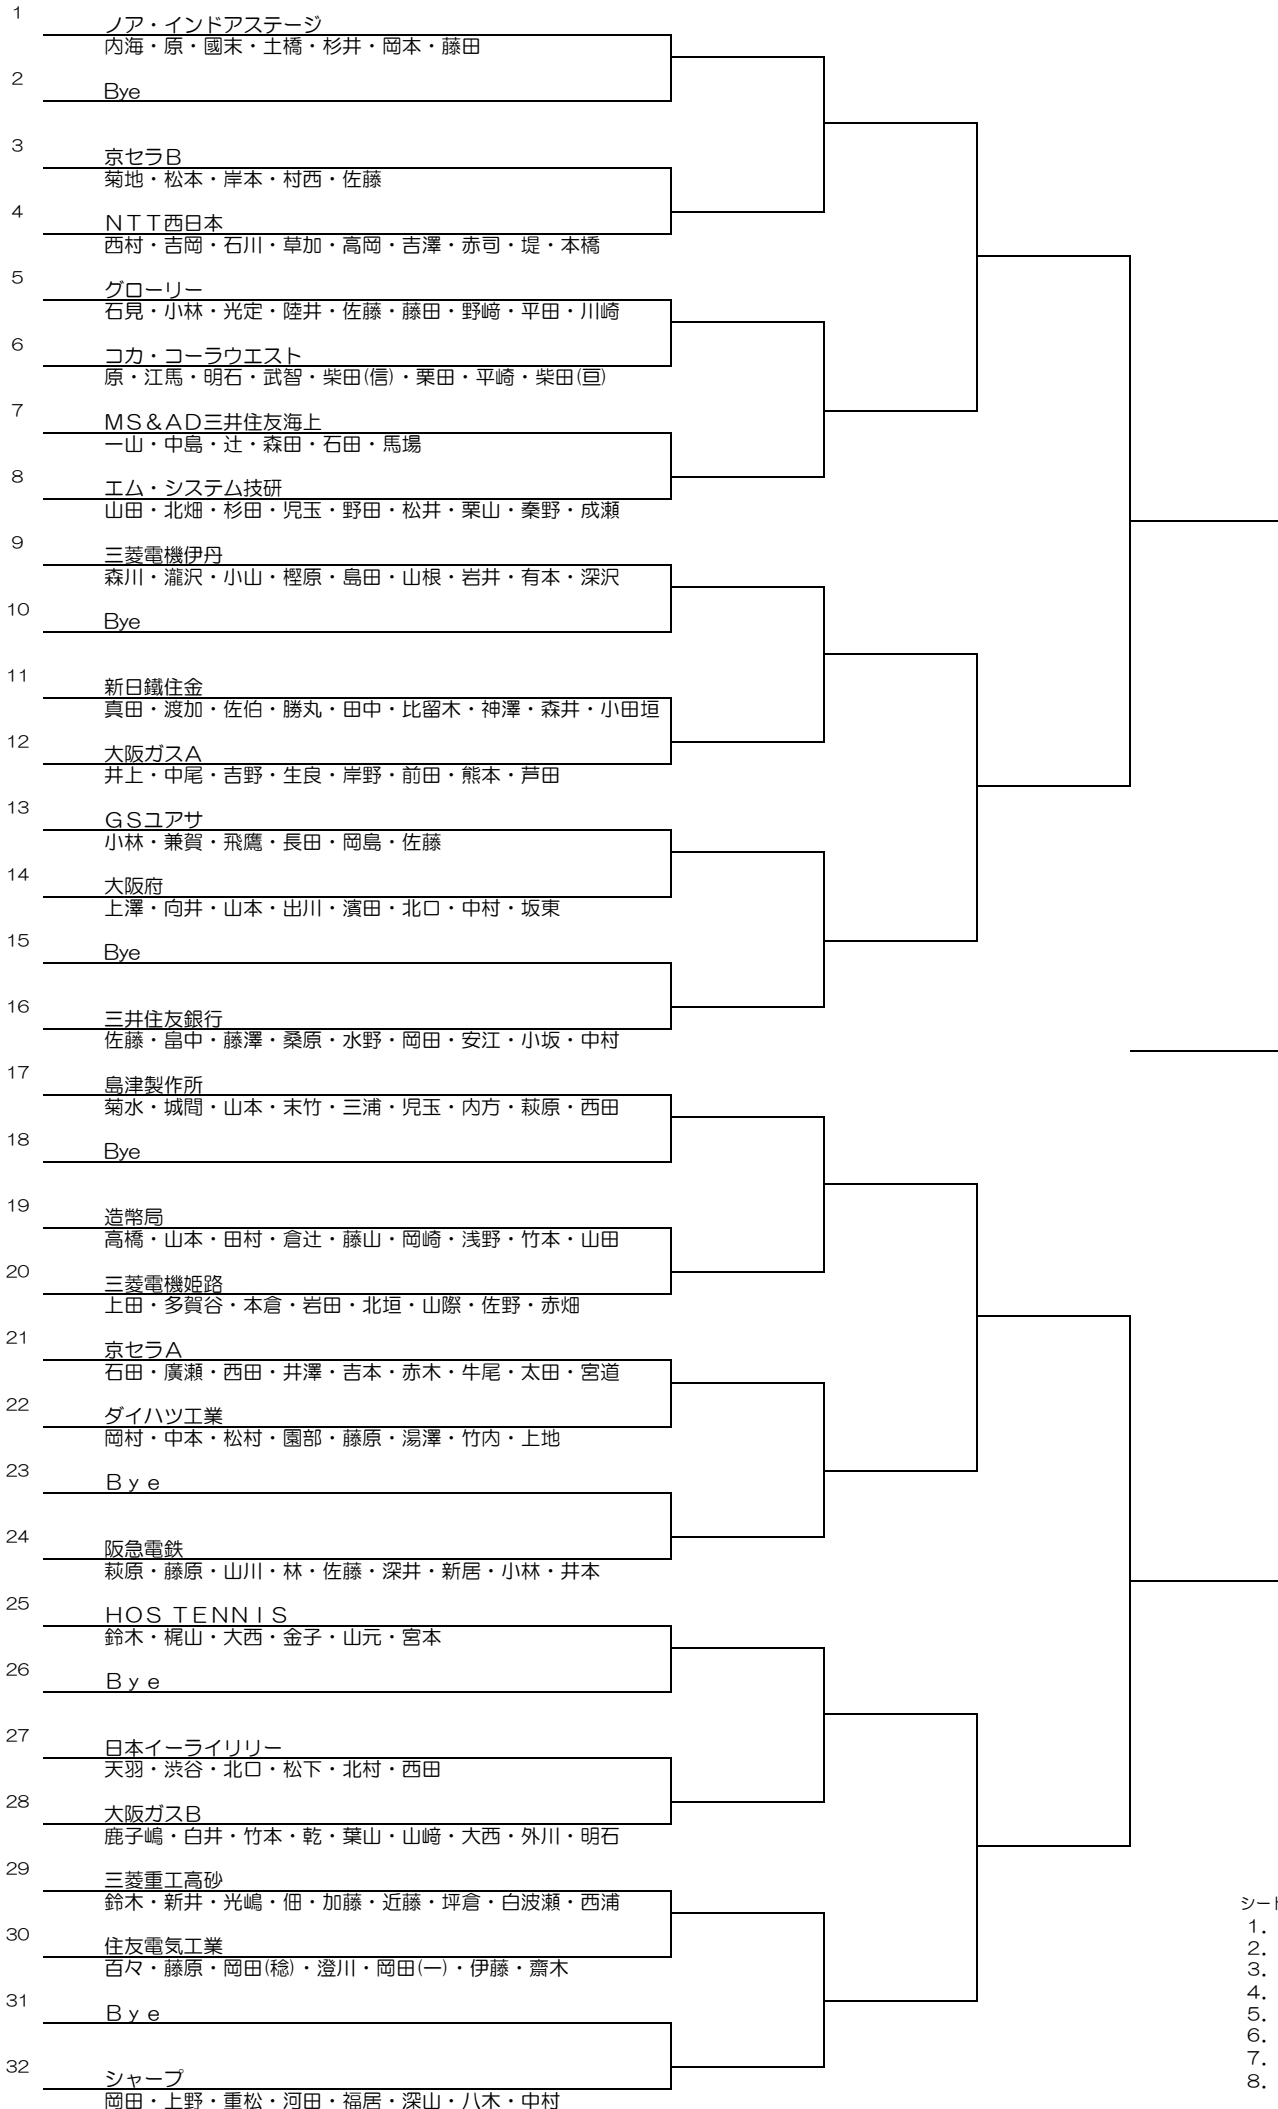 1
ノア・インドアステージ
内海・原・國末・土橋・杉井・岡本・藤田
2
Bye
3
京セラB
菊地・松本・岸本・村西・佐藤
4
ＮＴＴ西日本
西村・吉岡・石川・草加・高岡・吉澤・赤司・堤・本橋
5
グローリー
石見・小林・光定・陸井・佐藤・藤田・野﨑・平田・川崎
6
コカ・コーラウエスト
原・江馬・明石・武智・柴田(信)・栗田・平崎・柴田(亘)
7
ＭＳ＆ＡＤ三井住友海上
一山・中島・辻・森田・石田・馬場
8
エム・システム技研
山田・北畑・杉田・児玉・野田・松井・栗山・秦野・成瀬
9
三菱電機伊丹
森川・瀧沢・小山・樫原・島田・山根・岩井・有本・深沢
10
Bye
11
新日鐵住金
真田・渡加・佐伯・勝丸・田中・比留木・神澤・森井・小田垣
12
大阪ガスＡ
井上・中尾・吉野・生良・岸野・前田・熊本・芦田
13
ＧＳユアサ
小林・兼賀・飛鷹・長田・岡島・佐藤
14
大阪府
上澤・向井・山本・出川・濱田・北口・中村・坂東
15
Bye
16
三井住友銀行
佐藤・畠中・藤澤・桑原・水野・岡田・安江・小坂・中村
17
島津製作所
菊水・城間・山本・末竹・三浦・児玉・内方・萩原・西田
18
Bye
19
造幣局
高橋・山本・田村・倉辻・藤山・岡崎・浅野・竹本・山田
20
三菱電機姫路
上田・多賀谷・本倉・岩田・北垣・山際・佐野・赤畑
21
京セラＡ
石田・廣瀬・西田・井澤・吉本・赤木・牛尾・太田・宮道
22
ダイハツ工業
岡村・中本・松村・園部・藤原・湯澤・竹内・上地
23
Ｂｙｅ
24
阪急電鉄
萩原・藤原・山川・林・佐藤・深井・新居・小林・井本
25
ＨＯＳ ＴＥＮＮＩＳ
鈴木・梶山・大西・金子・山元・宮本
26
Ｂｙｅ
27
日本イーライリリー
天羽・渋谷・北口・松下・北村・西田
28
大阪ガスＢ
鹿子嶋・白井・竹本・乾・葉山・山﨑・大西・外川・明石
29
三菱重工高砂
鈴木・新井・光嶋・佃・加藤・近藤・坪倉・白波瀬・西浦
30
住友電気工業
百々・藤原・岡田(稔)・澄川・岡田(一)・伊藤・齋木
31
Ｂｙｅ
32
シャープ
岡田・上野・重松・河田・福居・深山・八木・中村
シート
１．
２．
３．
４．
５．
６．
７．
８．